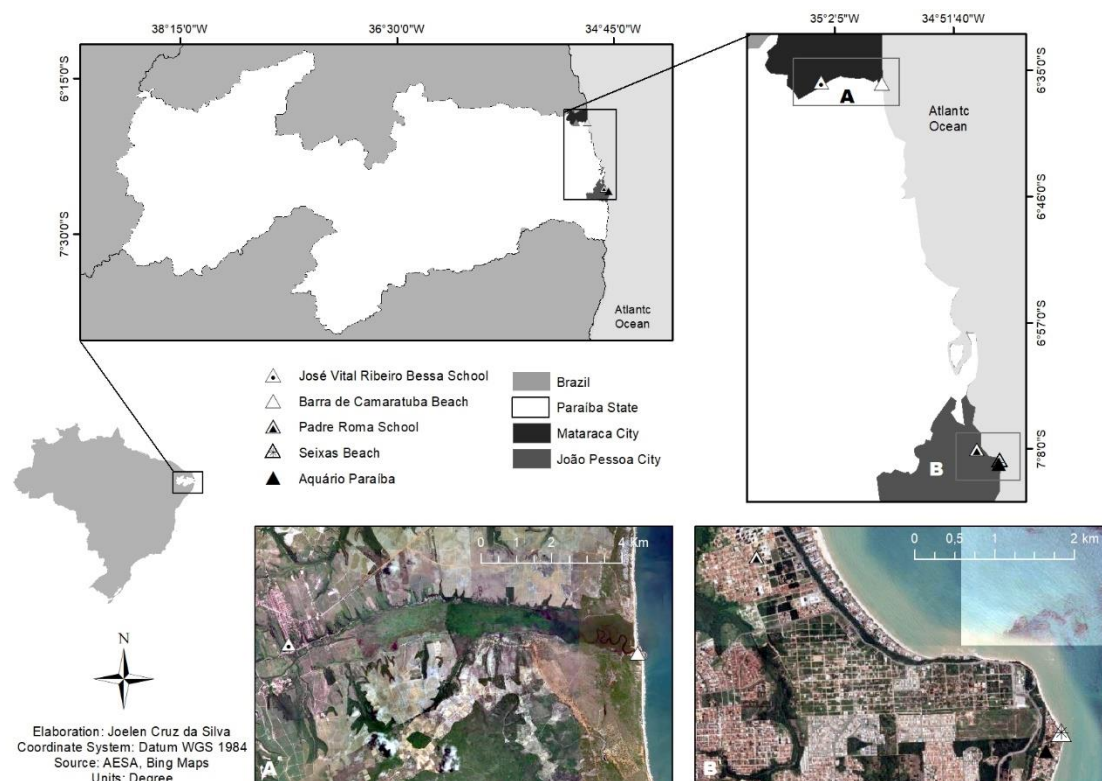 38°15'0"W
36°30'0"W
34°45'0"W
6°15'0"S
7°30'0"S
Atlantc
Ocean
35°2'5"W
34°51'40"W
6°35'0"S
6°46'0"S
6°57'0"S
7°8'0"S
A
Atlantc
Ocean
B
José Vital Ribeiro Bessa School
Barra de Camaratuba Beach
Padre Roma School
Seixas Beach
Aquário Paraíba
Brazil
Paraíba State
Mataraca City
João Pessoa City
N
Elaboration: Joelen Cruz da Silva
Coordinate System: Datum WGS 1984
Source: AESA, Bing Maps
Units: Degree
0 1 2 4 Km
A
0 0,5 1 2 km
B